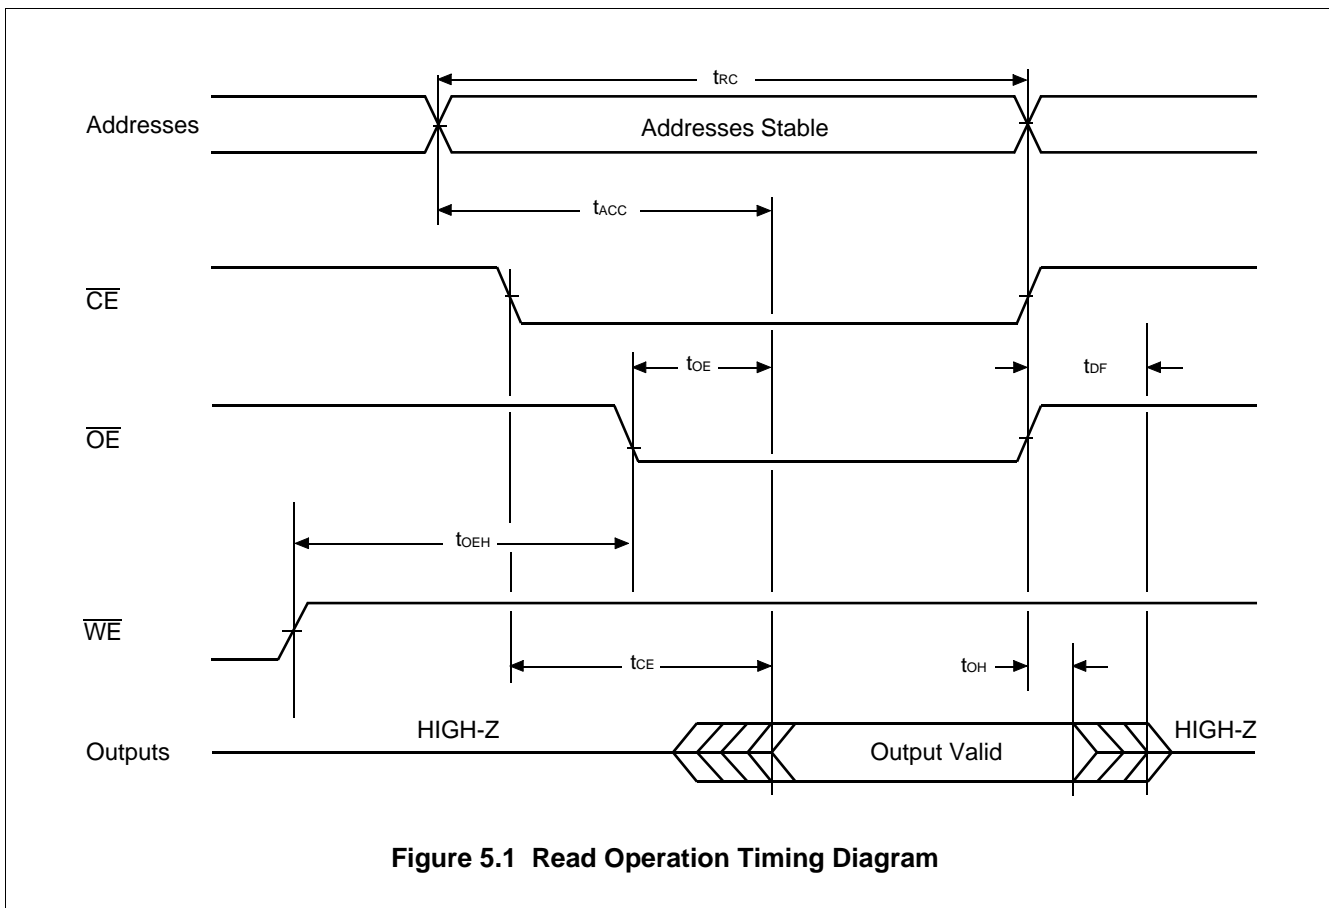 tRC
Addresses
Addresses Stable
tACC
CE
tOE
tDF
OE
tOEH
WE
tCE
tOH
HIGH-Z
HIGH-Z
Outputs
Output Valid
Figure 5.1 Read Operation Timing Diagram